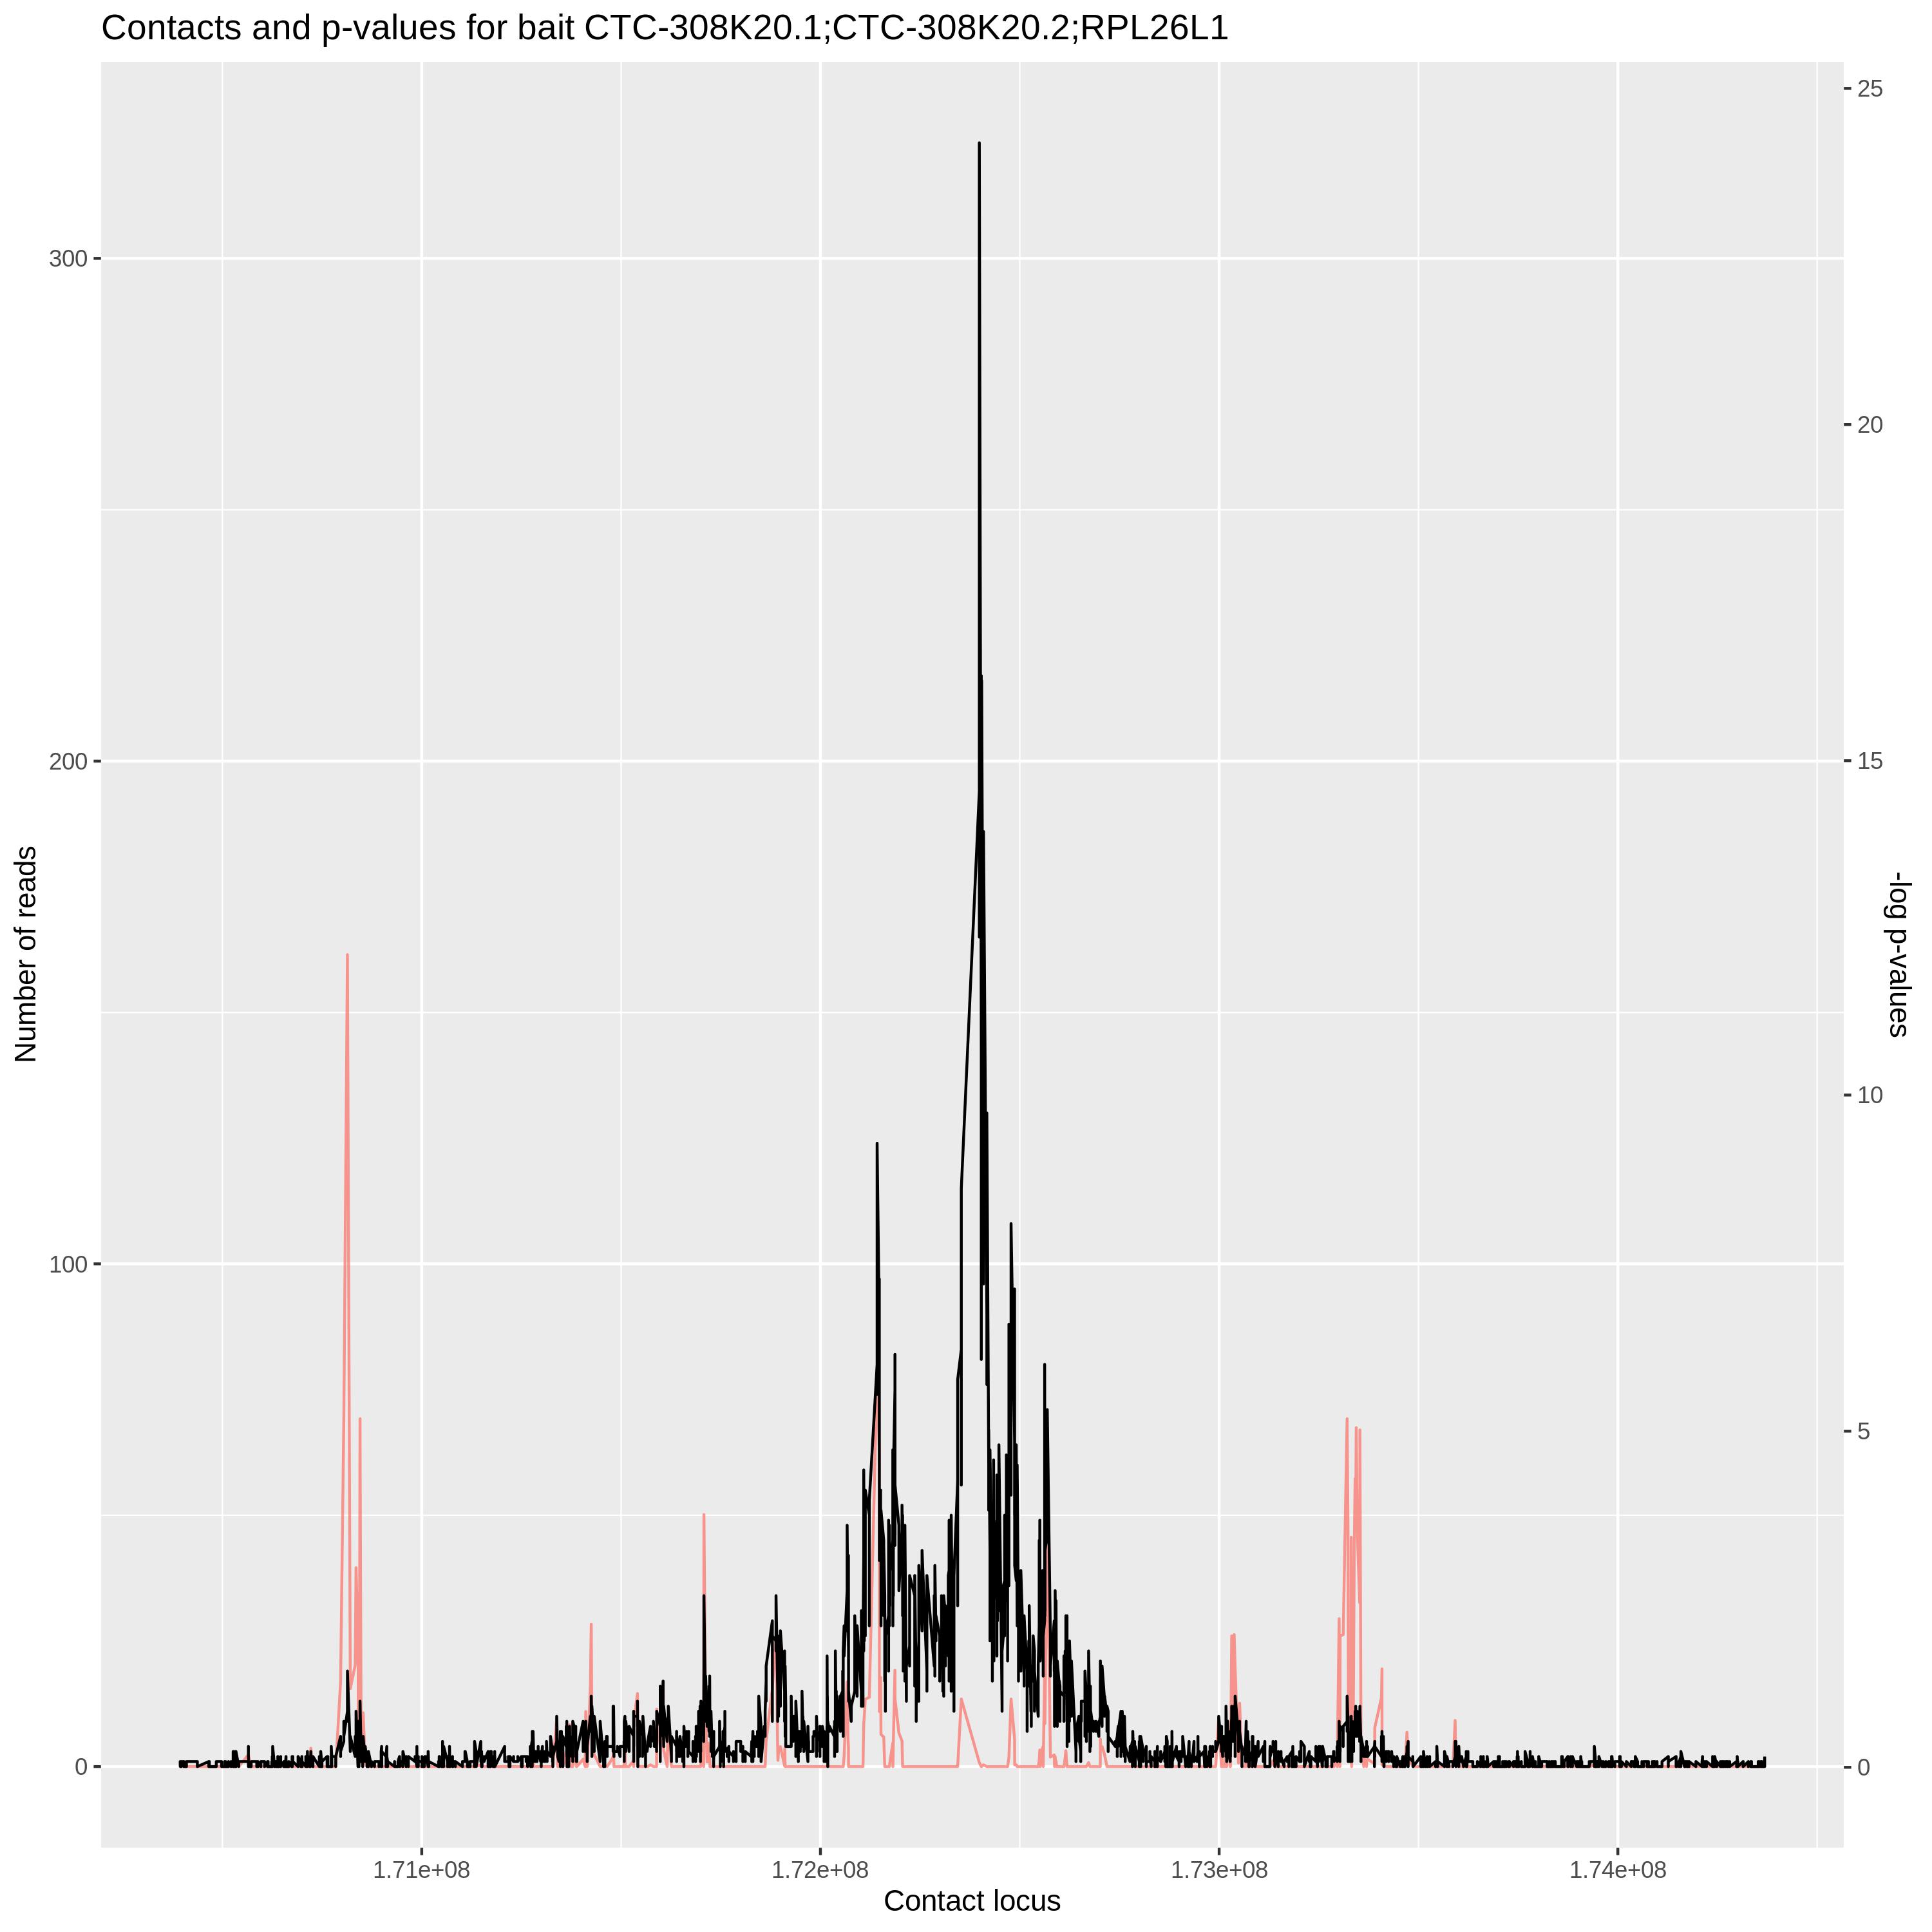 Contacts and p-values for bait CTC-308K20.1;CTC-308K20.2;RPL26L1
Number of reads
300
200
100
0
25
20
15
10
5
0
-log p-values
1.71e+08
1.72e+08
1.73e+08
1.74e+08
Contact locus